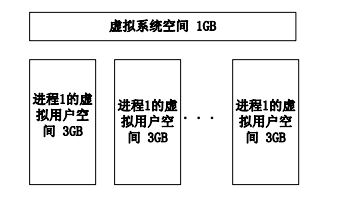 虚拟系统空间 1GB
进程1的虚
拟用户空
间 3GB
进程1的虚
拟用户空
间 3GB
· · ·
进程1的虚
拟用户空
间 3GB